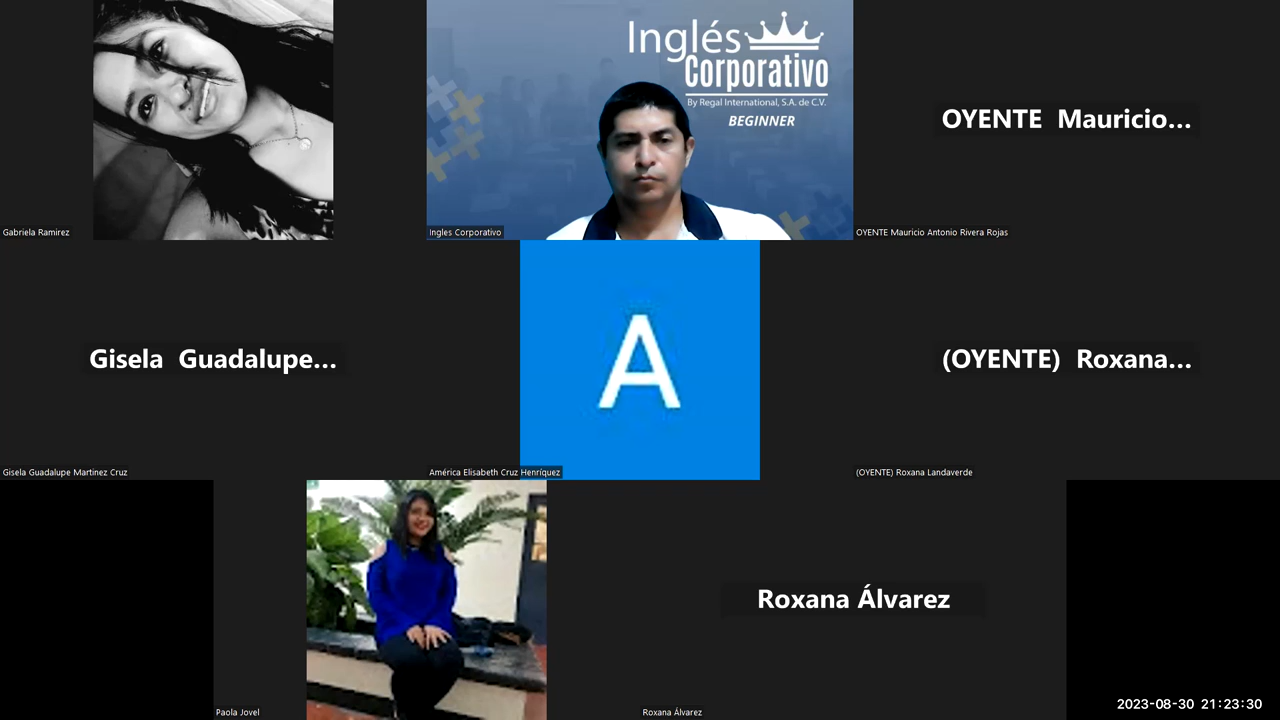 Inglés
Corporativo
By Regal International, S.A. de C.V.
BEGINNER
OYENTE Mauricio...
Gabriela Ramirez
Ingles Corporativo
OYENTE Mauricio Antonio Rivera Rojas
Gisela Guadalupe...
A
(OYENTE) Roxana...
Gisela Guadalupe Martinez Cruz
América Elisabeth Cruz Henríquez
(OYENTE) Roxana Landaverde
Roxana Álvarez
Paola Jovel
Roxana Álvarez
2023-08-30 21:23:30